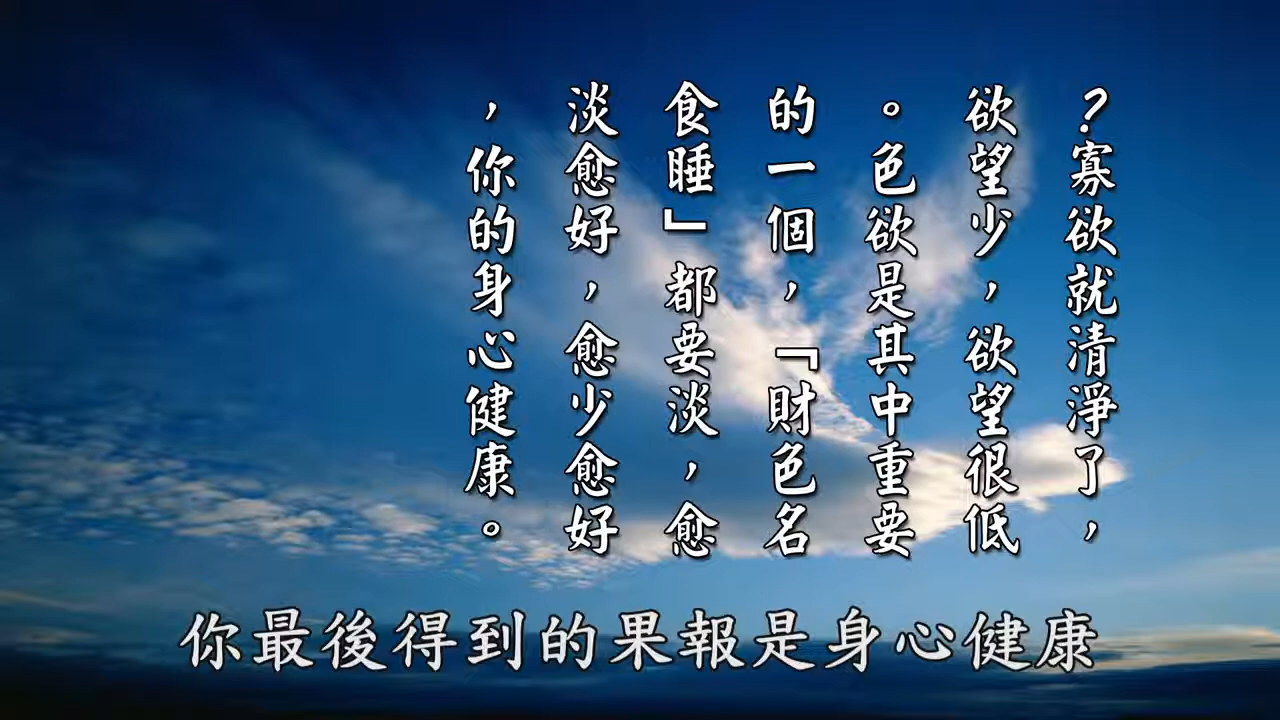 ？寡欲就清淨了，
欲望少，欲望很低
。色欲是其中重要
的一個，「財色名
食睡」都要淡，愈
淡愈好，愈少愈好
，你的身心健康。
你最後得到的果報是身心健康